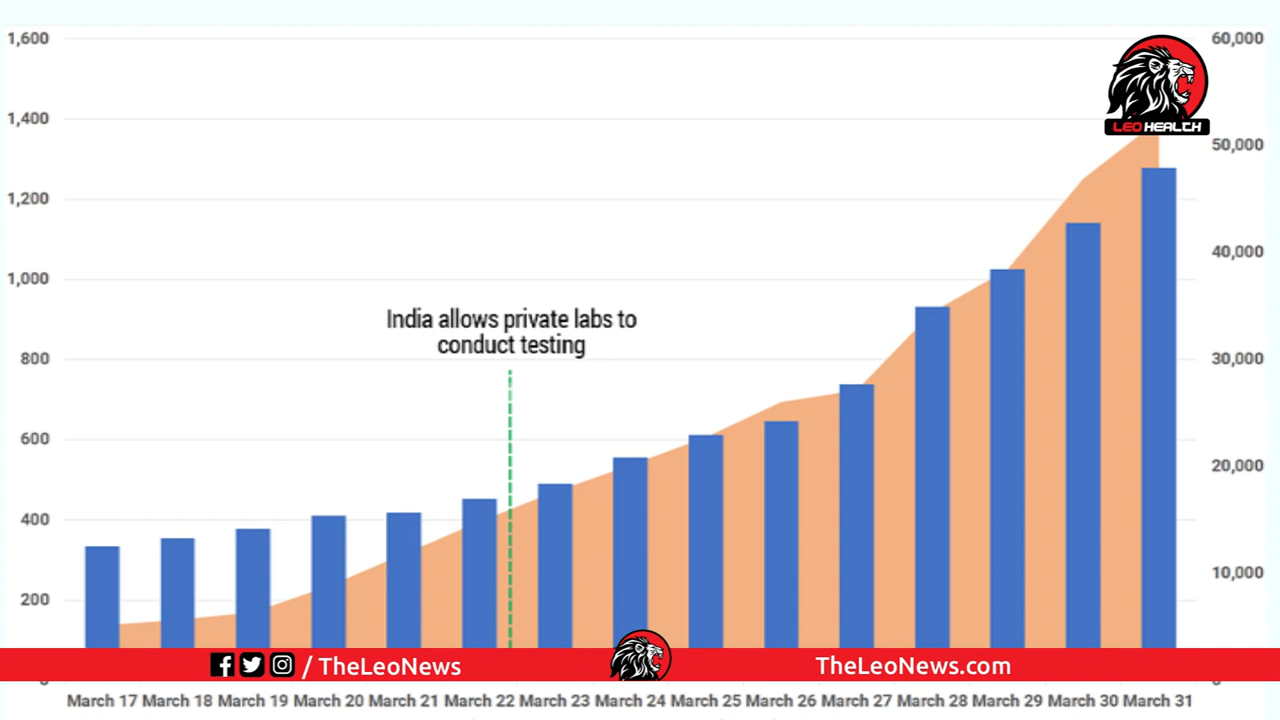 1,600
1,400
1,200
1,000
800
600
400
200
60,000
50,000
40,000
30,000
20,000
10,000
LEO HEALTH
India allows private labs to
conduct testing
/ TheLeoNews
TheLeoNews.com
March 17 March 18 March 19 March 20 March 21 March 22 March 23 March 24 March 25 March 26 March 27 March 28 March 29 March 30 March 31